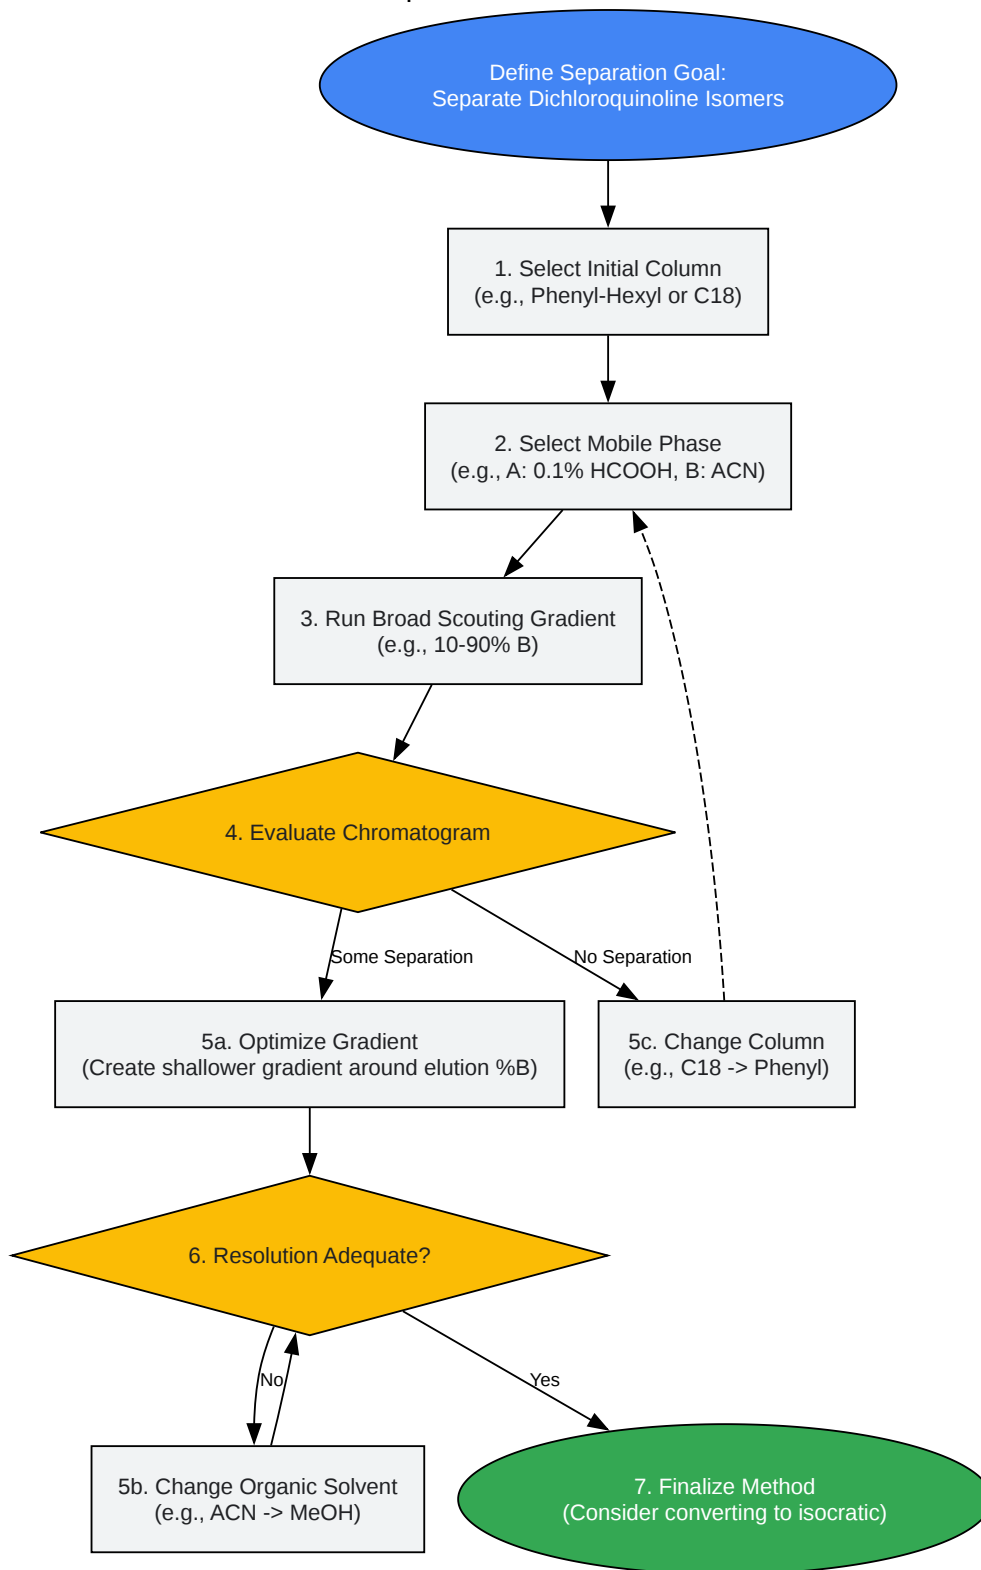 Define Separation Goal:
Separate Dichloroquinoline Isomers
1. Select Initial Column
(e.g., Phenyl-Hexyl or C18)
2. Select Mobile Phase
(e.g., A: 0.1% HCOOH, B: ACN)
3. Run Broad Scouting Gradient
(e.g., 10-90% B)
4. Evaluate Chromatogram
Some Separation
No Separation
5a. Optimize Gradient
(Create shallower gradient around elution %B)
5c. Change Column
(e.g., C18 -> Phenyl)
6. Resolution Adequate?
No
Yes
5b. Change Organic Solvent
(e.g., ACN -> MeOH)
7. Finalize Method
(Consider converting to isocratic)